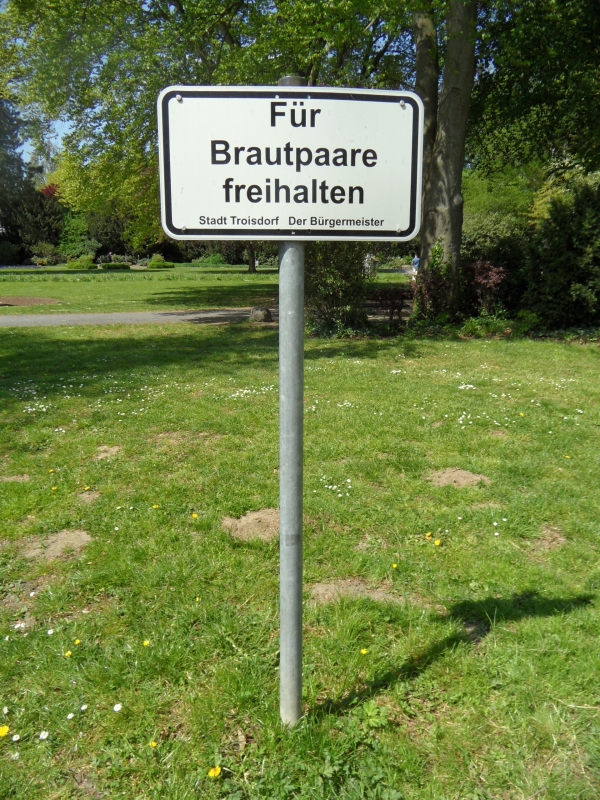 Für
Brautpaare
freihalten
Stadt Troisdorf Der Bürgermeister